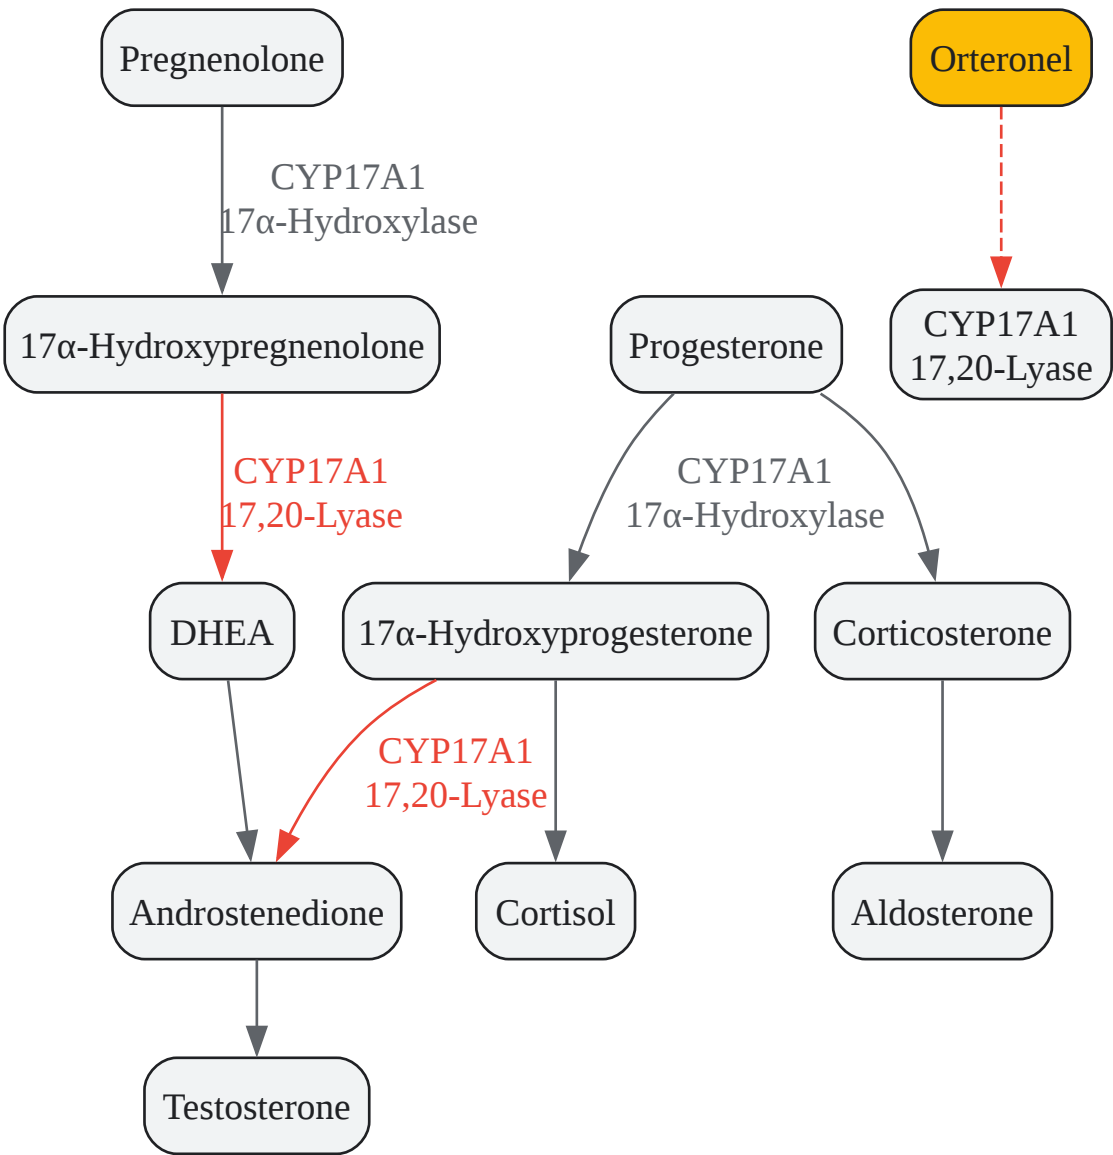 Pregnenolone
Orteronel
CYP17A1
17α-Hydroxylase
17α-Hydroxypregnenolone
Progesterone
CYP17A1
17,20-Lyase
CYP17A1
17,20-Lyase
CYP17A1
17α-Hydroxylase
DHEA
17α-Hydroxyprogesterone
Corticosterone
CYP17A1
17,20-Lyase
Androstenedione
Cortisol
Aldosterone
Testosterone